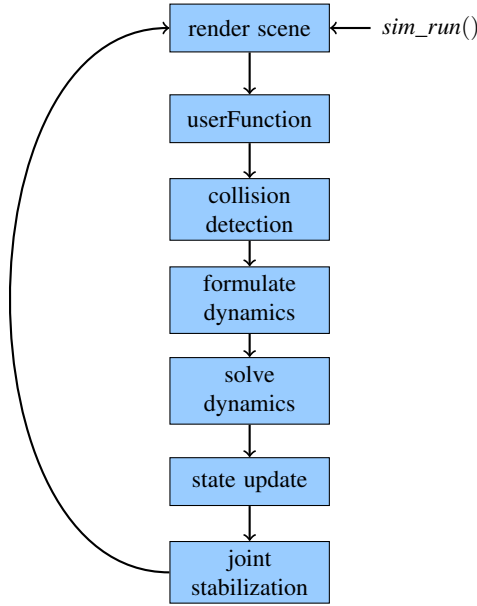 render scene
sim_run()
userFunction
collision
detection
formulate
dynamics
solve
dynamics
state update
joint
stabilization